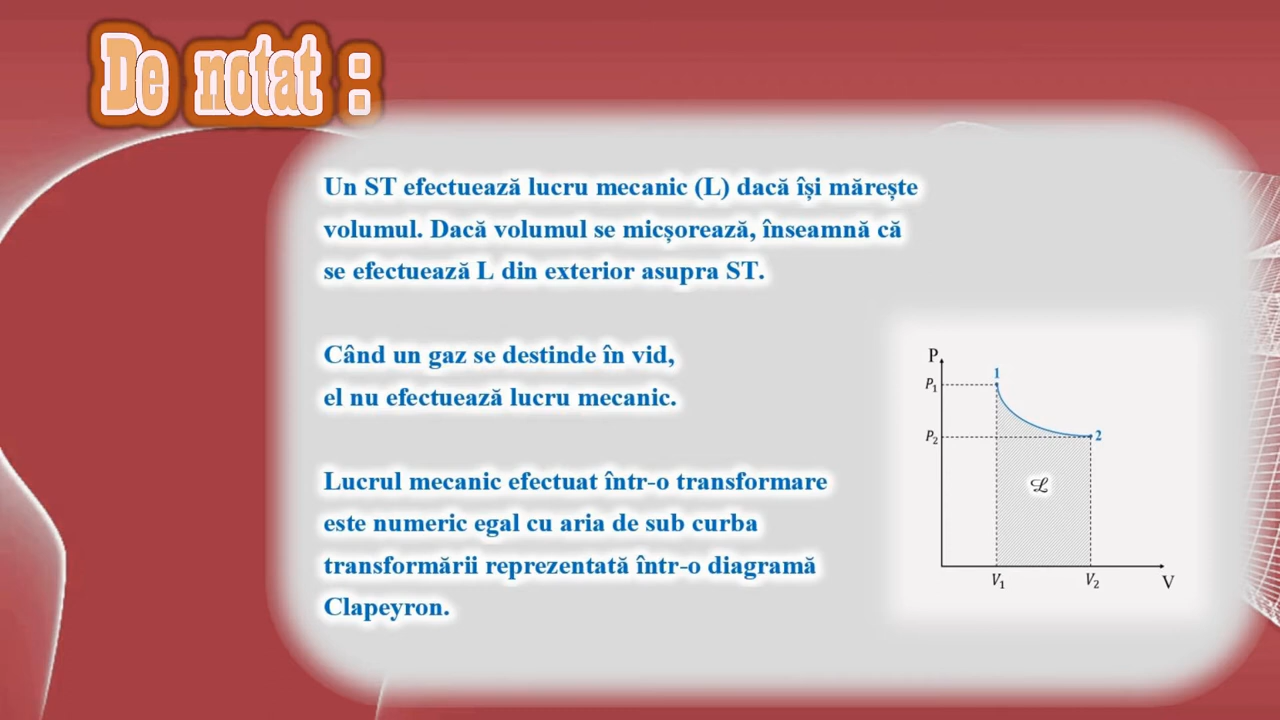 De notat :
Un ST efectuează lucru mecanic (L) dacă își mărește
volumul. Dacă volumul se micșorează, înseamnă că
se efectuează L din exterior asupra ST.
Când un gaz se destinde în vid,
el nu efectuează lucru mecanic.
Lucrul mecanic efectuat într-o transformare
este numeric egal cu aria de sub curba
transformării reprezentată într-o diagramă
Clapeyron.
P
1
P₁
P₂
2
ℒ
V₁
V₂
V